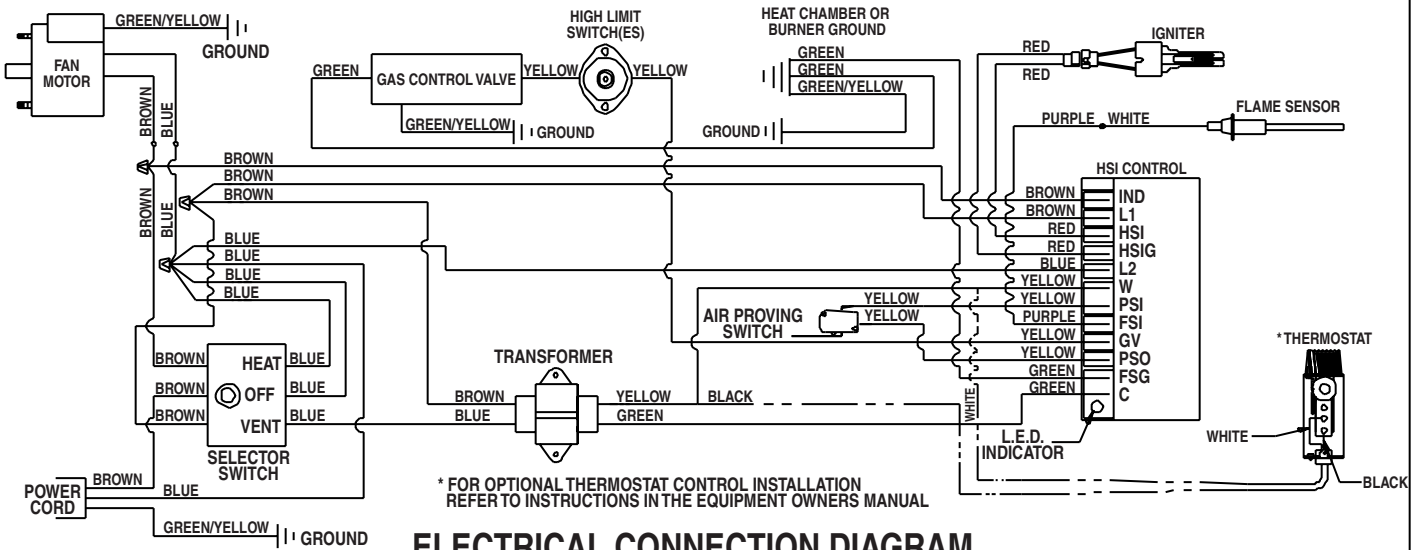 GREEN/YELLOW
GROUND
FAN
MOTOR
BROWN
BLUE
HIGH LIMIT
SWITCH(ES)
GREEN
GAS CONTROL VALVE
YELLOW
YELLOW
GREEN/YELLOW
GROUND
HEAT CHAMBER OR
BURNER GROUND
GREEN
GREEN
GREEN/YELLOW
GROUND
RED
RED
IGNITER
FLAME SENSOR
PURPLE
WHITE
BROWN
BROWN
BROWN
BROWN
BLUE
BLUE
BLUE
BLUE
BLUE
HSI CONTROL
BROWN
IND
BROWN
L1
RED
HSI
RED
HSIG
BLUE
L2
YELLOW
W
YELLOW
PSI
PURPLE
FSI
YELLOW
GV
YELLOW
PSO
GREEN
FSG
GREEN
C
L.E.D.
INDICATOR
AIR PROVING
SWITCH
YELLOW
YELLOW
WHITE
*THERMOSTAT
WHITE
BLACK
BROWN
HEAT
BLUE
BROWN
OFF
BLUE
BROWN
VENT
BLUE
SELECTOR
SWITCH
TRANSFORMER
BROWN
BLUE
YELLOW
BLACK
GREEN
POWER
CORD
BROWN
BLUE
GREEN/YELLOW
GROUND
* FOR OPTIONAL THERMOSTAT CONTROL INSTALLATION
REFER TO INSTRUCTIONS IN THE EQUIPMENT OWNERS MANUAL
ELECTRICAL CONNECTION DIAGRAM